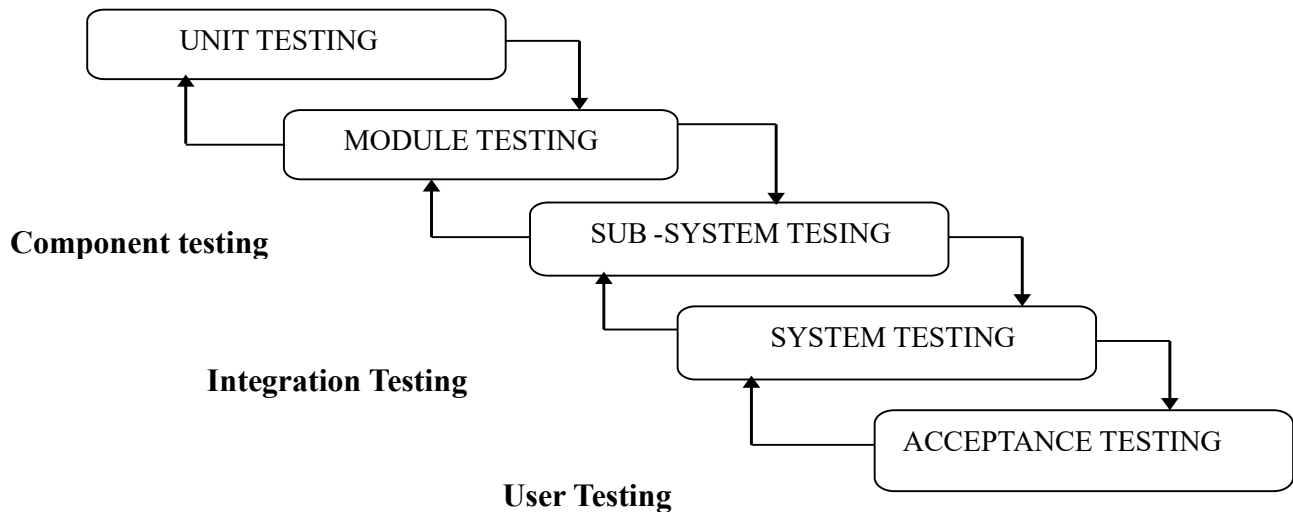 UNIT TESTING
MODULE TESTING
SUB -SYSTEM TESING
Component testing
SYSTEM TESTING
Integration Testing
ACCEPTANCE TESTING
User Testing